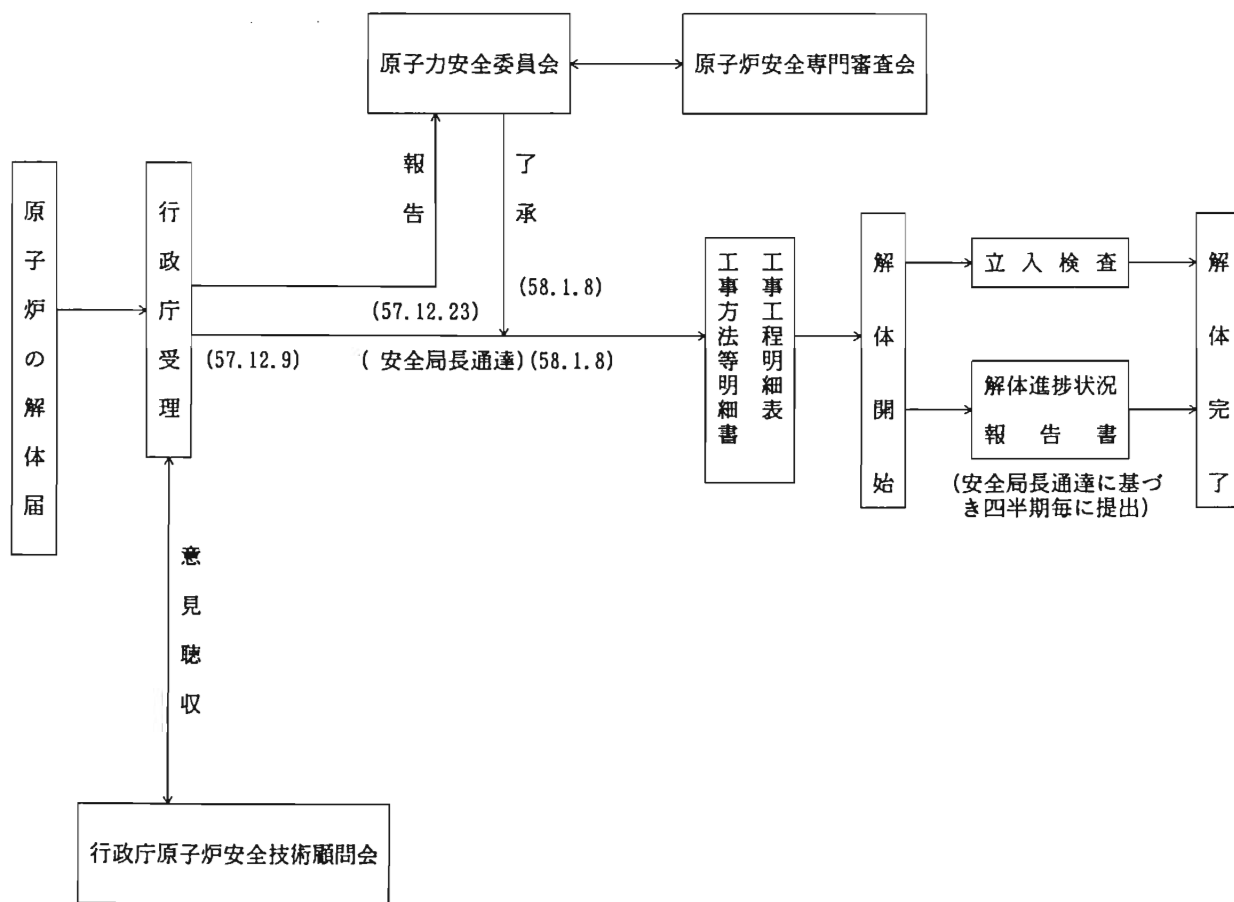 原子力安全委員会
原子炉安全専門審査会
報告
了承
原子炉の解体届
行政庁受理
(57.12.23)
(58.1.8)
(57.12.9)
(安全局長通達)(58.1.8)
工事工程明細表
工事方法等明細書
解体開始
立入検査
解体進捗状況
報告書
(安全局長通達に基づ
き四半期毎に提出)
解体完了
意見聴収
行政庁原子炉安全技術顧問会